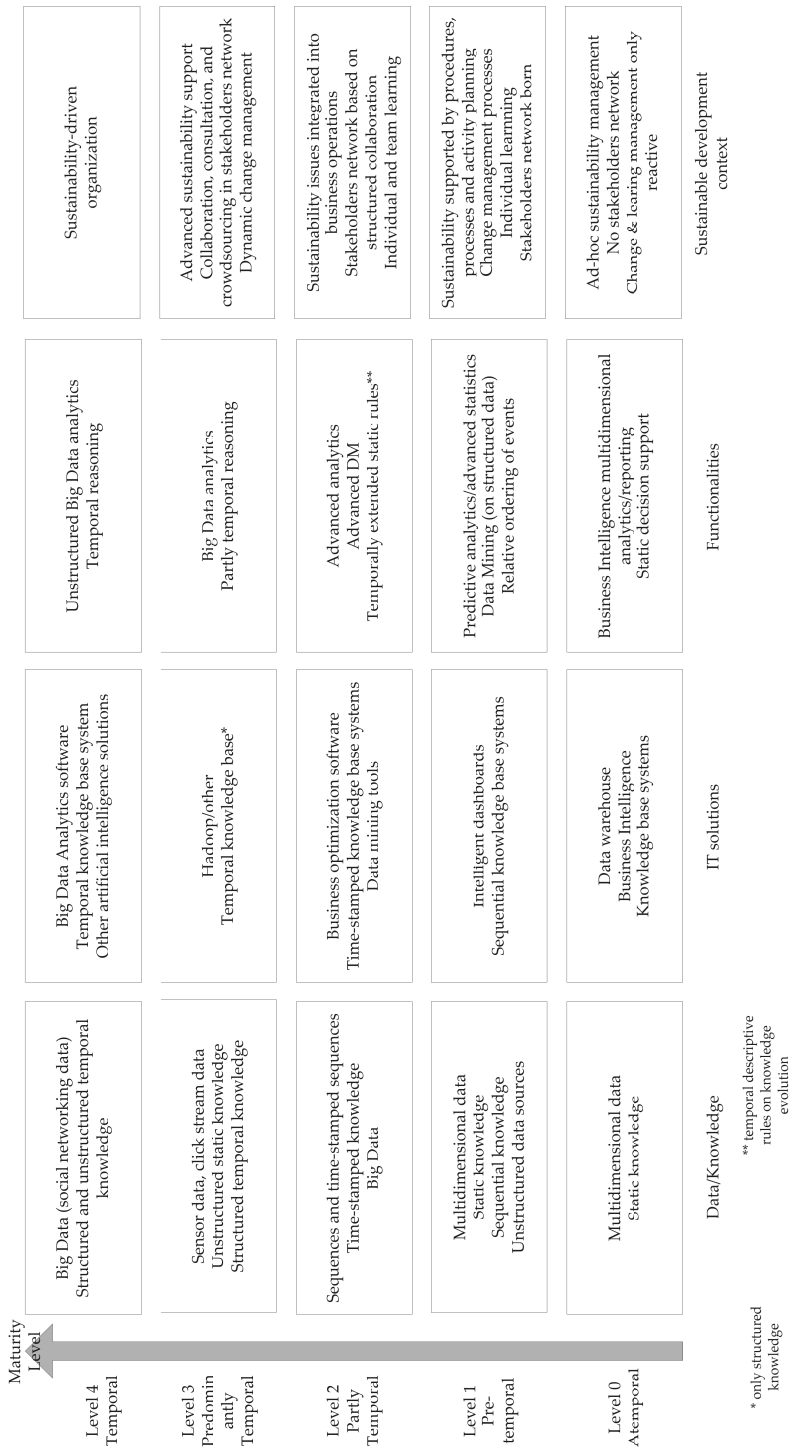 Maturity
Level
Level 4
Temporal
Big Data (social networking data)
Structured and unstructured temporal
knowledge
Big Data Analytics software
Temporal knowledge base system
Other artificial intelligence solutions
Unstructured Big Data analytics
Temporal reasoning
Sustainability-driven
organization
Level 3
Predomin
antly
Temporal
Sensor data, click stream data
Unstructured static knowledge
Structured temporal knowledge
Hadoop/other
Temporal knowledge base*
Big Data analytics
Partly temporal reasoning
Advanced sustainability support
Collaboration, consultation, and
crowdsourcing in stakeholders network
Dynamic change management
Level 2
Partly
Temporal
Sequences and time-stamped sequences
Time-stamped knowledge
Big Data
Business optimization software
Time-stamped knowledge base systems
Data mining tools
Advanced analytics
Advanced DM
Temporally extended static rules**
Sustainability issues integrated into
business operations
Stakeholders network based on
structured collaboration
Individual and team learning
Level 1
Pre-
temporal
Multidimensional data
Static knowledge
Sequential knowledge
Unstructured data sources
Intelligent dashboards
Sequential knowledge base systems
Predictive analytics/advanced statistics
Data Mining (on structured data)
Relative ordering of events
Sustainability supported by procedures,
processes and activity planning
Change management processes
Individual learnning
Stakeholders network born
Level 0
Atemporal
Multidimensional data
Static knowledge
Data warehouse
Business Intelligence
Knowledge base systems
Business Intelligence multidimensional
analytics/reporting
Static decision support
Ad-hoc sustainability management
No stakeholders network
Change & learing management only
reactive
Data/Knowledge
IT solutions
Functionalities
Sustainable development
context
* only structured
knowledge
** temporal descriptive
rules on knowledge
evolution